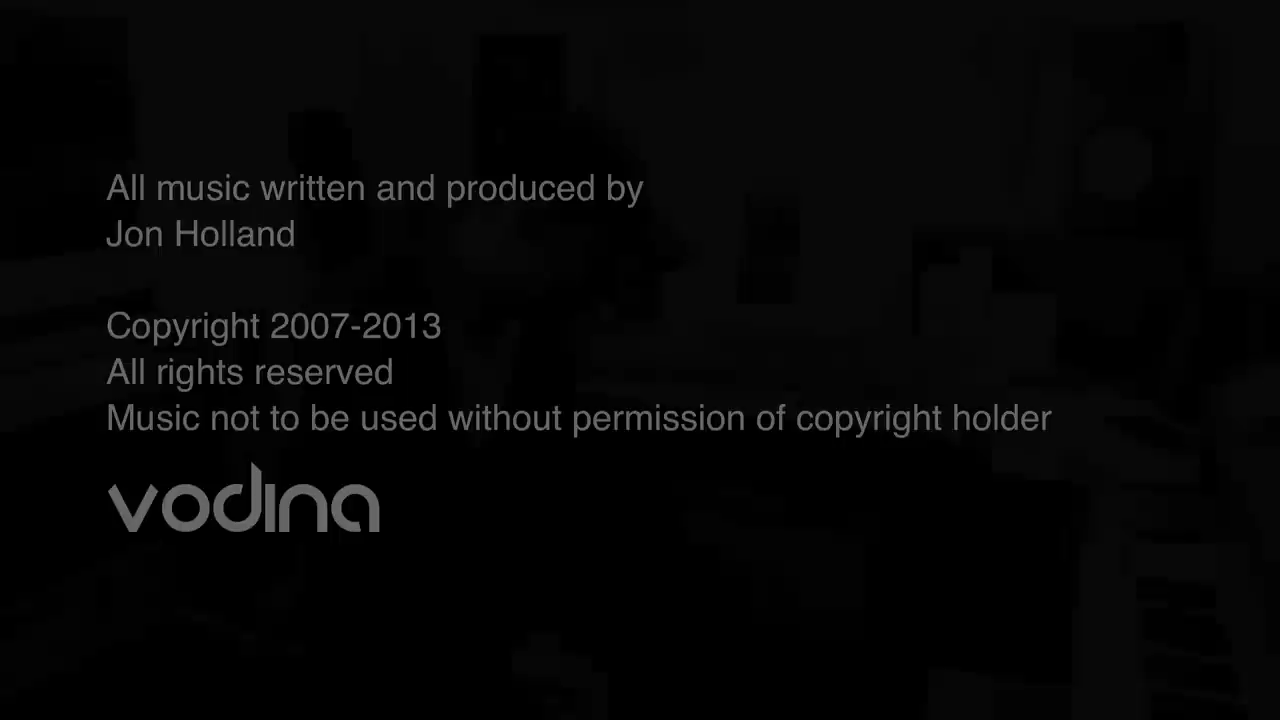 All music written and produced by
Jon Holland
Copyright 2007-2013
All rights reserved
Music not to be used without permission of copyright holder
vodina